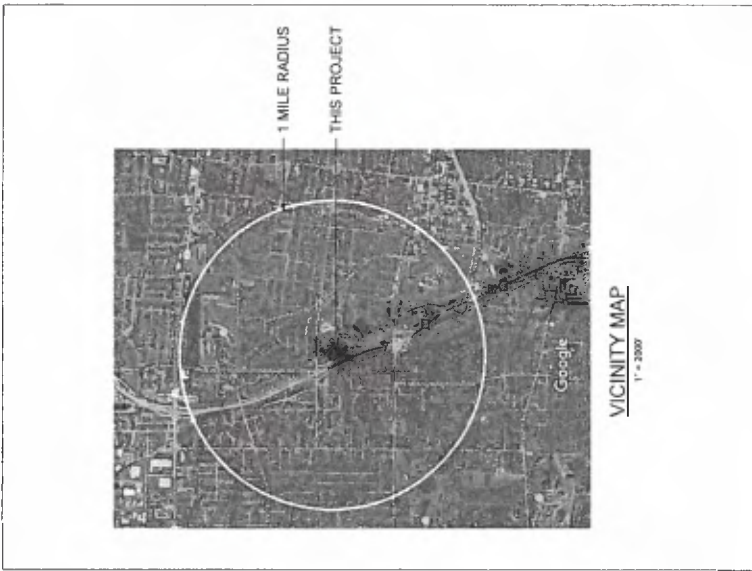 1 MILE RADIUS
THIS PROJECT
Google
VICINITY MAP
1" = 2000'